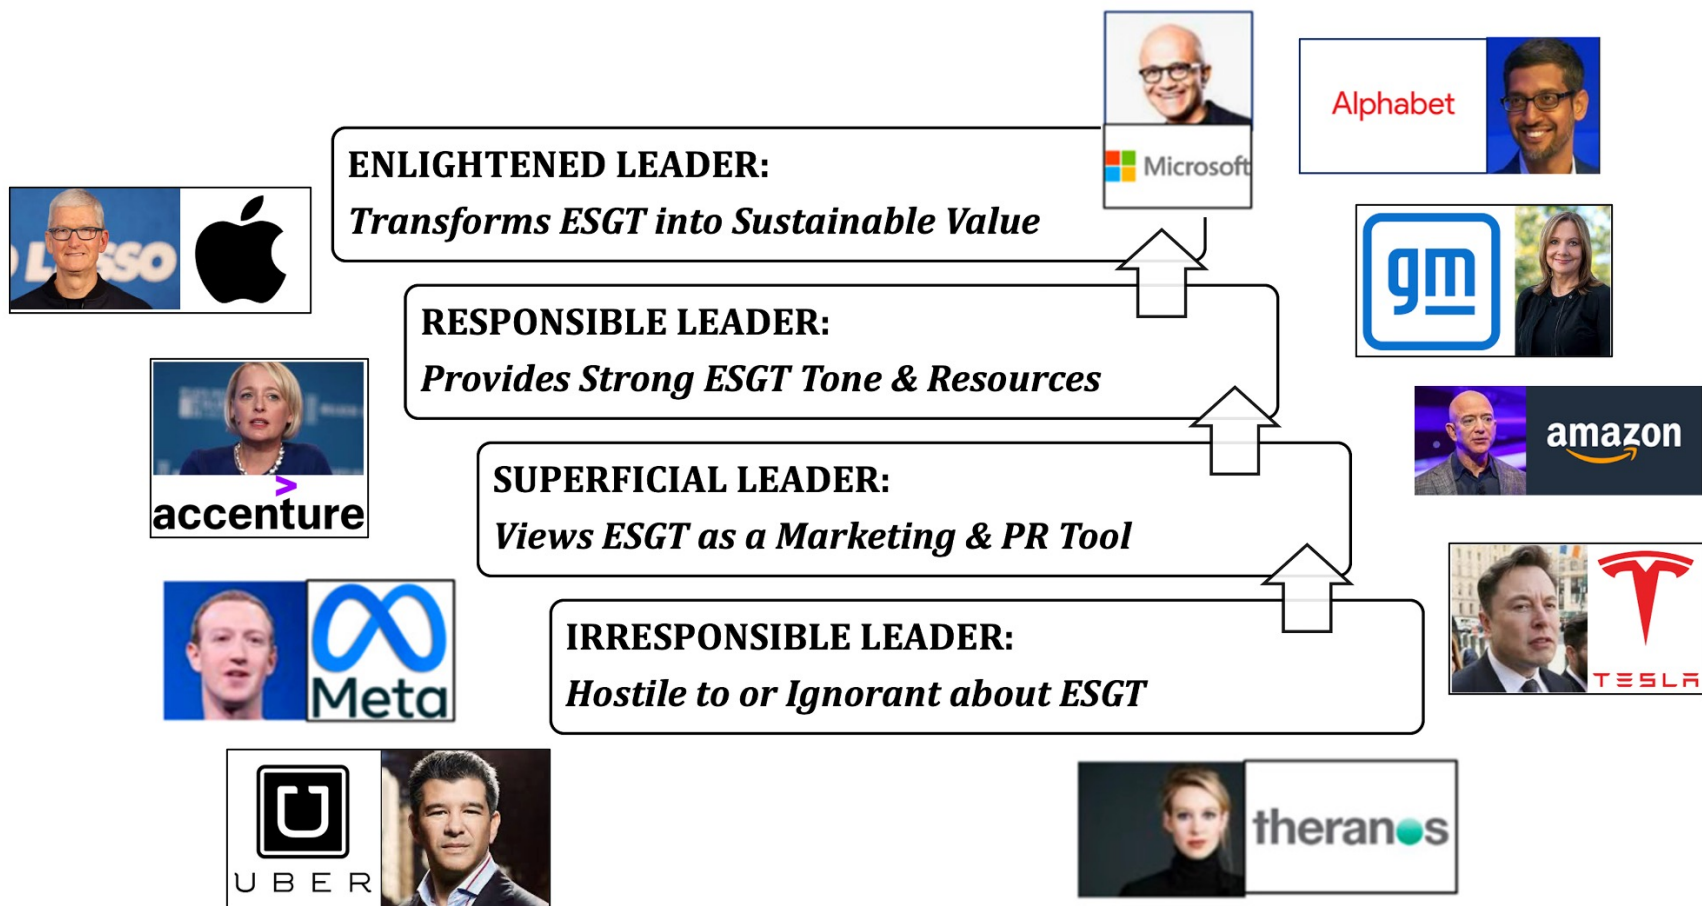 Alphabet
Microsoft
ENLIGHTENED LEADER:
Transforms ESGT into Sustainable Value
LASSO
gm
RESPONSIBLE LEADER:
Provides Strong ESGT Tone & Resources
accenture
amazon
SUPERFICIAL LEADER:
Views ESGT as a Marketing & PR Tool
Meta
TESLA
IRRESPONSIBLE LEADER:
Hostile to or Ignorant about ESGT
U
UBER
theranos